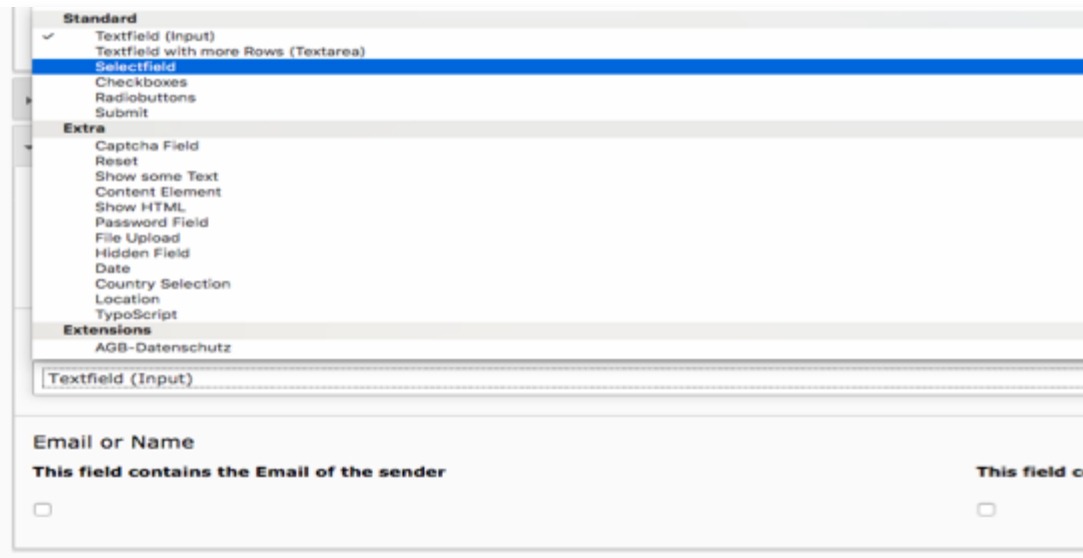 Standard
Textfield (Input)
Textfield with more Rows (Textarea)
Selectfield
Checkboxes
Radiobuttons
Submit
Extra
Captcha Field
Reset
Show some Text
Content Element
Show HTML
Password Field
File Upload
Hidden Field
Date
Country Selection
Location
TypoScript
Extensions
AGB-Datenschutz
Textfield (Input)
Email or Name
This field contains the Email of the sender
This field